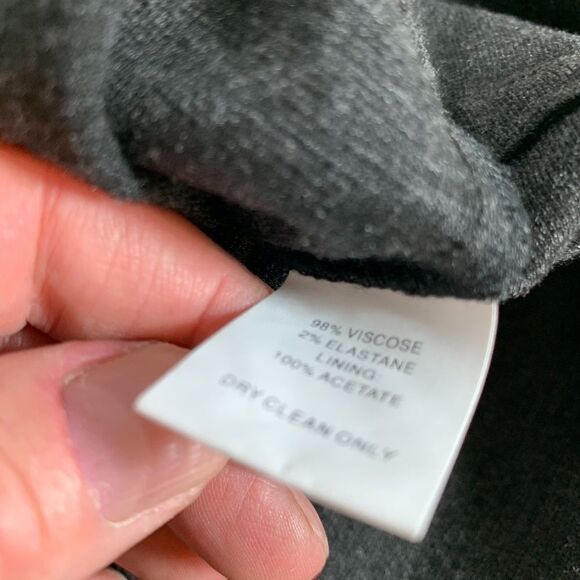 98% VISCOSE
2% ELASTANE
LINING:
100% ACETATE
DRY CLEAN ONLY